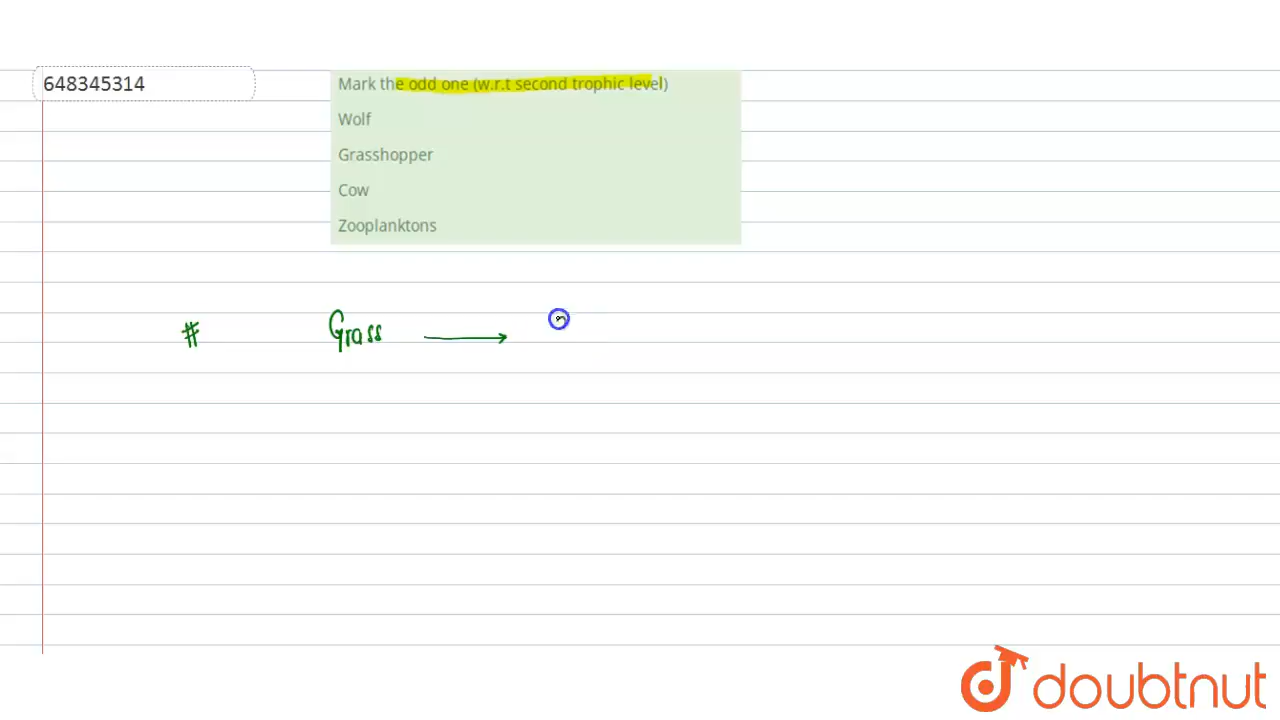 648345314
Mark the odd one (w.r.t second trophic level)
Wolf
Grasshopper
Cow
Zooplanktons
# Grass
doubtnut